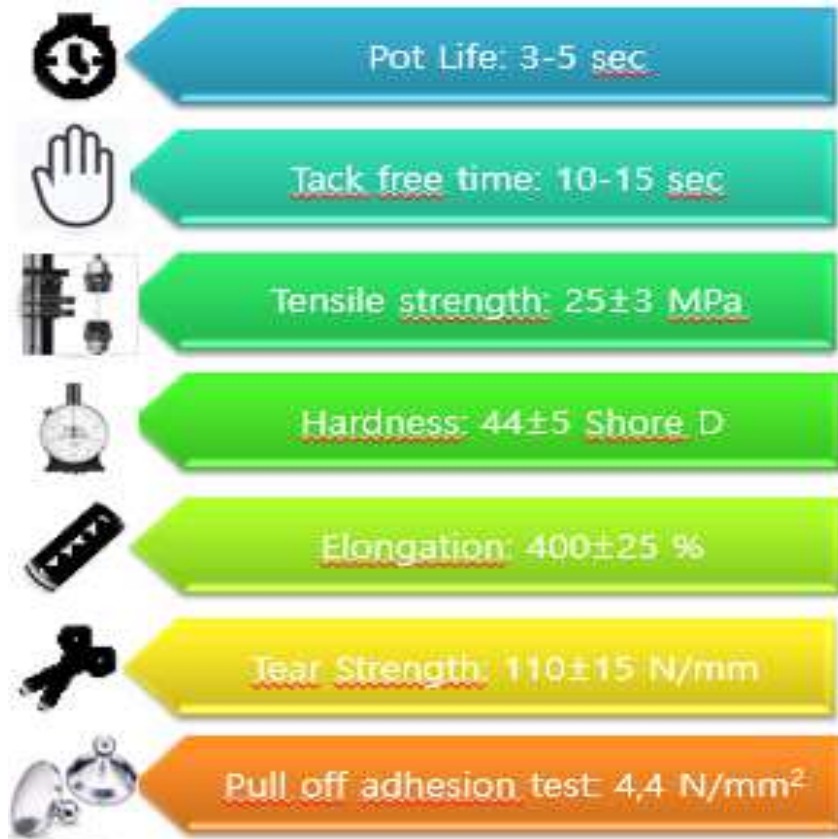 Pot Life: 3-5 sec
Tack free time: 10-15 sec
Tensile strength: 25±3 MPa
Hardness: 44±5 Shore D
Elongation: 400±25 %
Tear Strength: 110±15 N/mm
Pull off adhesion test: 4,4 N/mm²